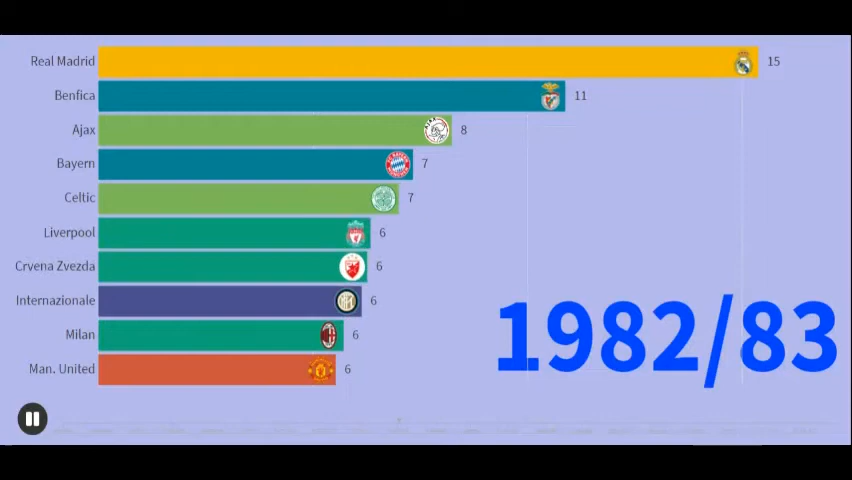 Real Madrid 15
Benfica 11
AJAX
Ajax 8
Bayern 7
Celtic 7
Liverpool 6
Crvena Zvezda 6
Internazionale 6
Milan 6
Man. United 6
1982/83